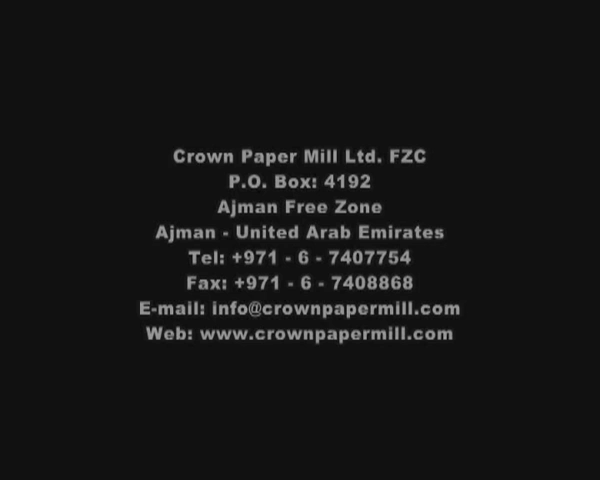 Crown Paper Mill Ltd. FZC
P.O. Box: 4192
Ajman Free Zone
Ajman - United Arab Emirates
Tel: +971 - 6 - 7407754
Fax: +971 - 6 - 7408868
E-mail: info@crownpapermill.com
Web: www.crownpapermill.com